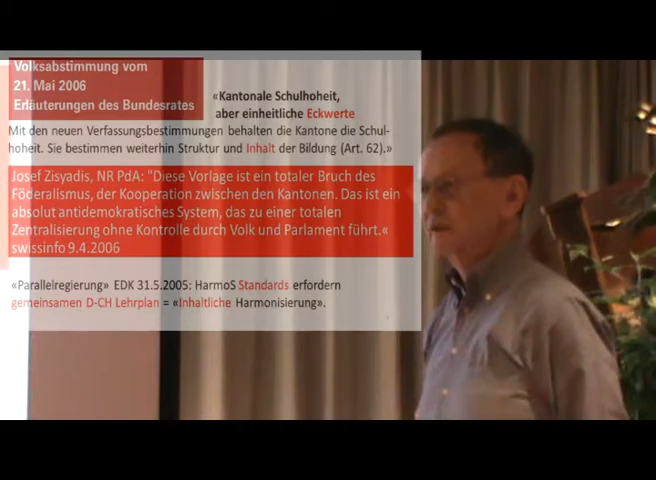 Volksabstimmung vom
21. Mai 2006
Erläuterungen des Bundesrates
«Kantonale Schulhoheit,
aber einheitliche Eckwerte
Mit den neuen Verfassungsbestimmungen behalten die Kantone die Schul-
hoheit. Sie bestimmen weiterhin Struktur und Inhalt der Bildung (Art. 62).»
Josef Zisyadis, NR PdA: "Diese Vorlage ist ein totaler Bruch des
Föderalismus, der Kooperation zwischen den Kantonen. Das ist ein
absolut antidemokratisches System, das zu einer totalen
Zentralisierung ohne Kontrolle durch Volk und Parlament führt.«
swissinfo 9.4.2006
«Parallelregierung» EDK 31.5.2005: HarmoS Standards erfordern
gemeinsamen D-CH Lehrplan = «Inhaltliche Harmonisierung».